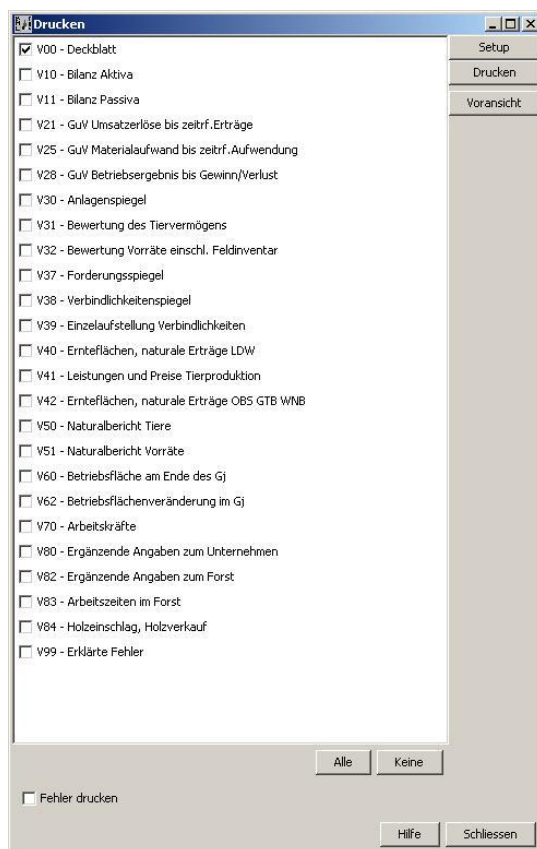 Drucken
V00 - Deckblatt
V10 - Bilanz Aktiva
V11 - Bilanz Passiva
V21 - GuV Umsatzerlöse bis zeitrf.Erträge
V25 - GuV Materialaufwand bis zeitrf.Aufwendung
V28 - GuV Betriebsergebnis bis Gewinn/Verlust
V30 - Anlagenspiegel
V31 - Bewertung des Tiervermögens
V32 - Bewertung Vorräte einschl. Feldinventar
V37 - Forderungsspiegel
V38 - Verbindlichkeitenspiegel
V39 - Einzelaufstellung Verbindlichkeiten
V40 - Ernteflächen, naturale Erträge LDW
V41 - Leistungen und Preise Tierproduktion
V42 - Ernteflächen, naturale Erträge OBS GTB WNB
V50 - Naturalbericht Tiere
V51 - Naturalbericht Vorräte
V60 - Betriebsfläche am Ende des Gj
V62 - Betriebsflächenveränderung im Gj
V70 - Arbeitskräfte
V80 - Ergänzende Angaben zum Unternehmen
V82 - Ergänzende Angaben zum Forst
V83 - Arbeitszeiten im Forst
V84 - Holzeinschlag, Holzverkauf
V99 - Erklärte Fehler
Setup
Drucken
Voransicht
Alle Keine
Fehler drucken
Hilfe Schliessen